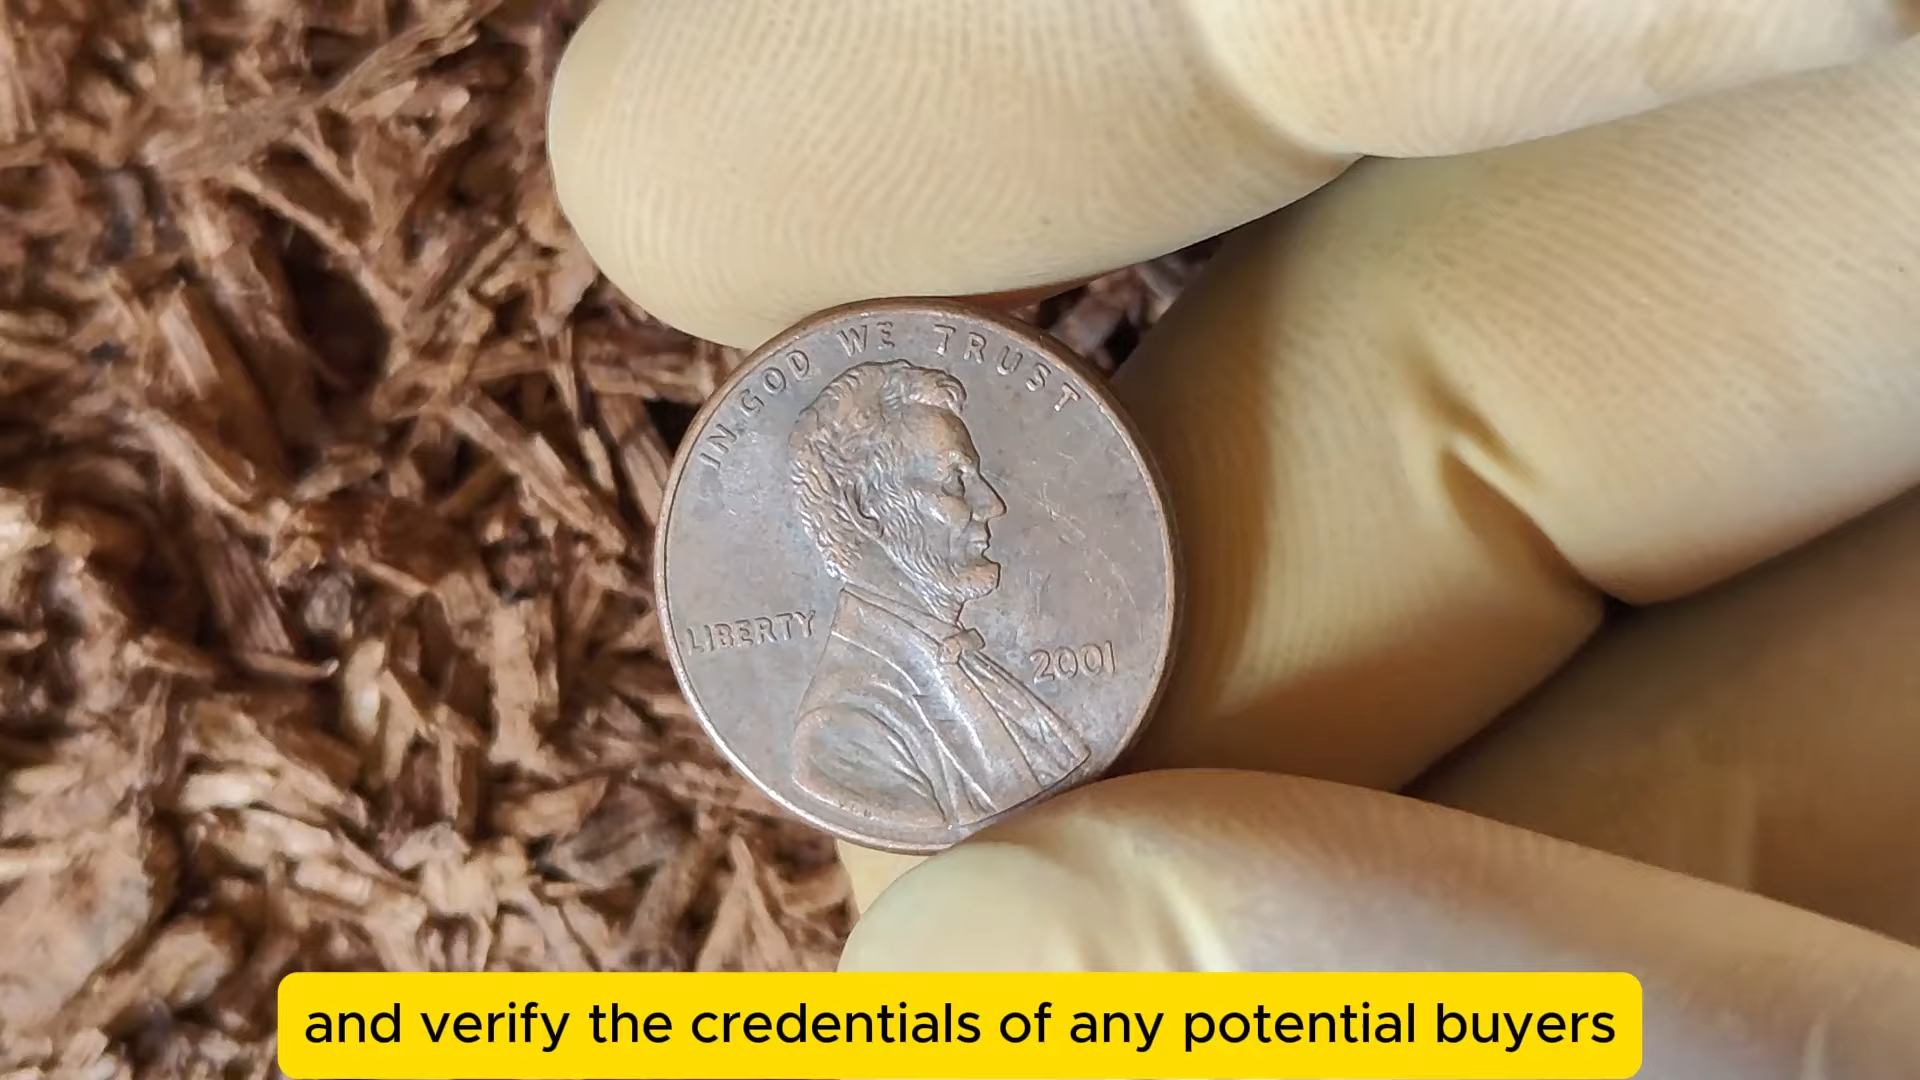 IN GOD WE TRUST
LIBERTY
2001
and verify the credentials of any potential buyers